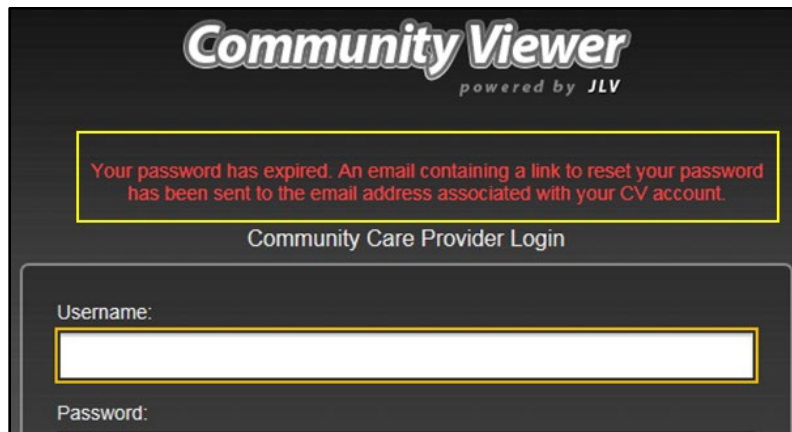 Community Viewer
powered by JLV
Your password has expired. An email containing a link to reset your password
has been sent to the email address associated with your CV account.
Community Care Provider Login
Username:
Password: